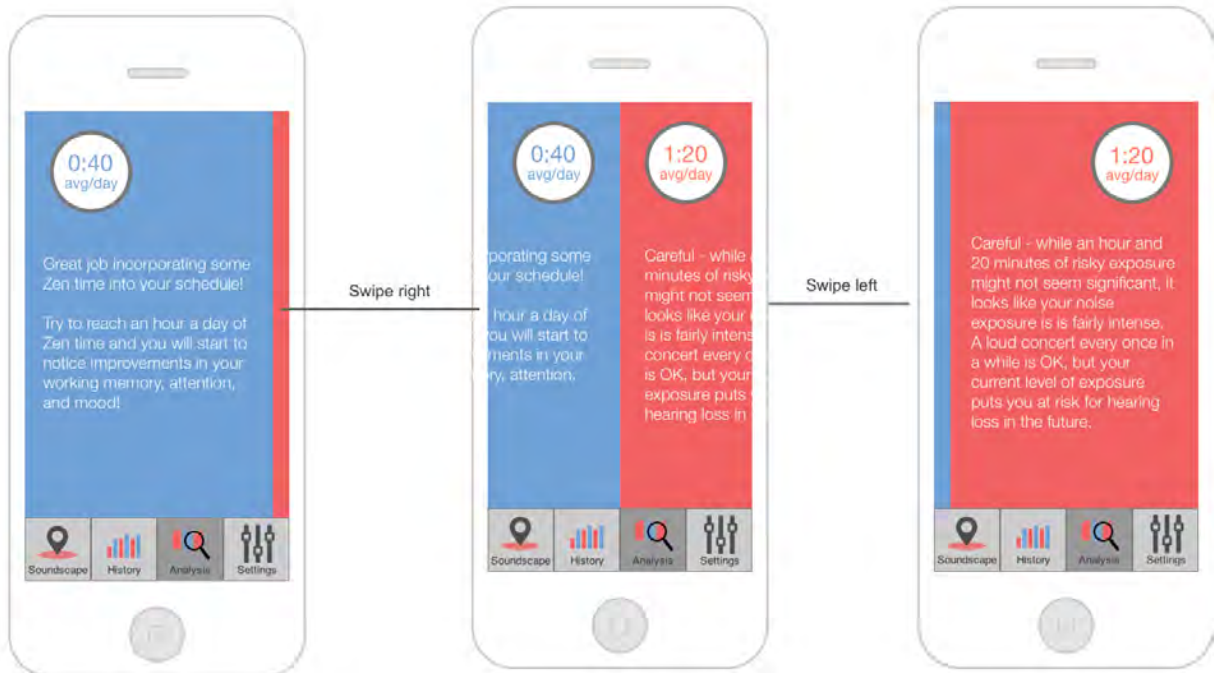 0:40
avg/day
Great job incorporating some
Zen time into your schedule!
Try to reach an hour a day of
Zen time and you will start to
notice improvements in your
working memory, attention,
and mood!
Soundscape
History
Analysis
Settings
Swipe right
0:40
avg/day
porating some
our schedule!
hour a day of
you will start to
ments in your
ry, attention,
1:20
avg/day
Careful - while
minutes of risky
might not seem
looks like your
is is fairly intens
concert every
is OK, but your
exposure puts
hearing loss in
Soundscape
History
Analysis
Settings
Swipe left
1:20
avg/day
Careful - while an hour and
20 minutes of risky exposure
might not seem significant, it
looks like your noise
exposure is is fairly intense.
A loud concert every once in
a while is OK, but your
current level of exposure
puts you at risk for hearing
loss in the future.
Soundscape
History
Analysis
Settings